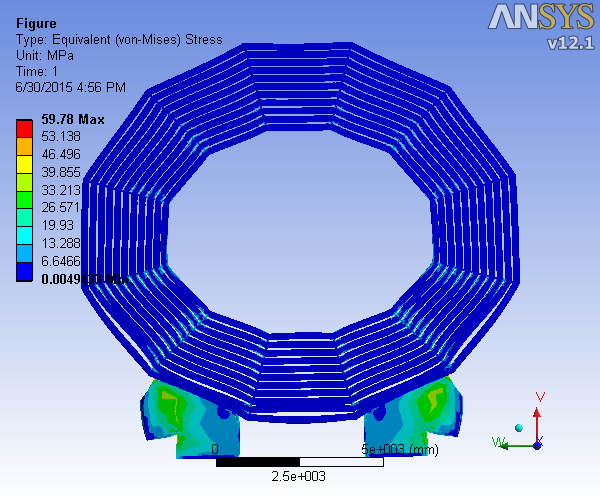 Figure
Type: Equivalent (von-Mises) Stress
Unit: MPa
Time: 1
6/30/2015 4:56 PM
ANSYS
v12.1
59.78 Max
53.138
46.496
39.855
33.213
26.571
19.93
13.288
6.6466
Min
0
5e+003 (mm)
2.5e+003
V
W